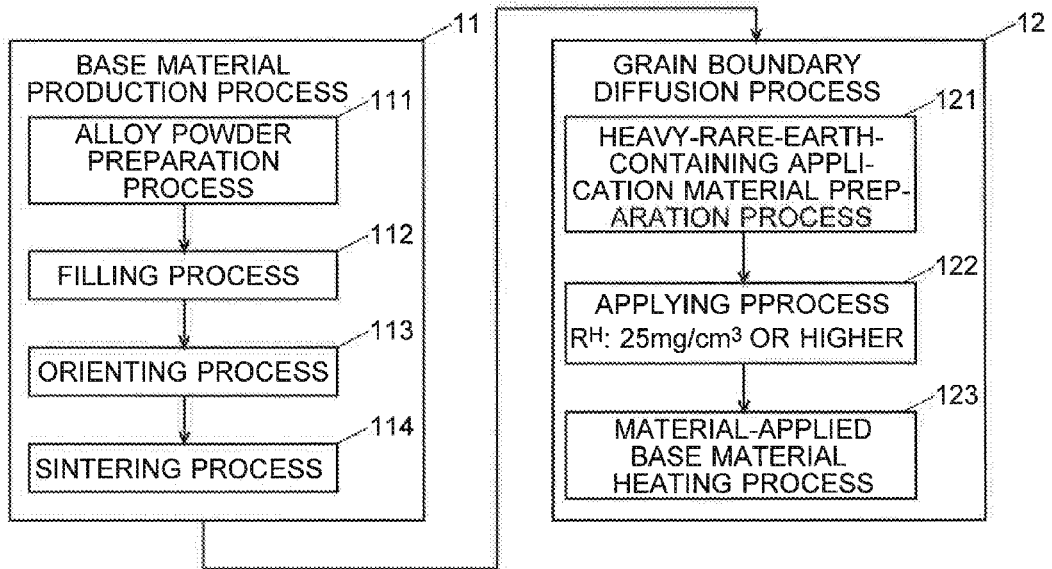 11
BASE MATERIAL
PRODUCTION PROCESS
111
ALLOY POWDER
PREPARATION
PROCESS
112
FILLING PROCESS
113
ORIENTING PROCESS
114
SINTERING PROCESS
12
GRAIN BOUNDARY
DIFFUSION PROCESS
121
HEAVY-RARE-EARTH-
CONTAINING APPLI-
CATION MATERIAL PREP-
ARATION PROCESS
122
APPLYING PPROCESS
Rᴴ: 25mg/cm³ OR HIGHER
123
MATERIAL-APPLIED
BASE MATERIAL
HEATING PROCESS